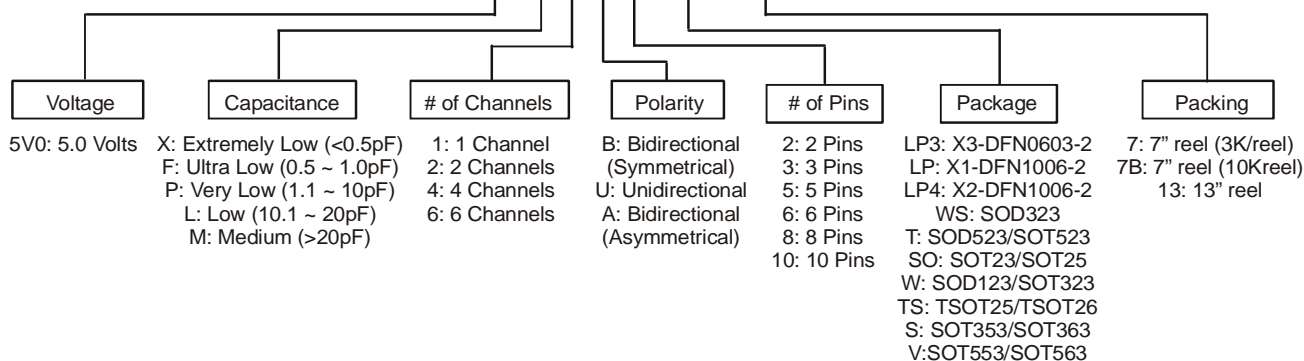 Voltage
5V0: 5.0 Volts
Capacitance
X: Extremely Low (<0.5pF)
F: Ultra Low (0.5 ~ 1.0pF)
P: Very Low (1.1 ~ 10pF)
L: Low (10.1 ~ 20pF)
M: Medium (>20pF)
# of Channels
1: 1 Channel
2: 2 Channels
4: 4 Channels
6: 6 Channels
Polarity
B: Bidirectional
(Symmetrical)
U: Unidirectional
A: Bidirectional
(Asymmetrical)
# of Pins
2: 2 Pins
3: 3 Pins
5: 5 Pins
6: 6 Pins
8: 8 Pins
10: 10 Pins
Package
LP3: X3-DFN0603-2
LP: X1-DFN1006-2
LP4: X2-DFN1006-2
WS: SOD323
T: SOD523/SOT523
SO: SOT23/SOT25
W: SOD123/SOT323
TS: TSOT25/TSOT26
S: SOT353/SOT363
V:SOT553/SOT563
Packing
7: 7” reel (3K/reel)
7B: 7” reel (10Kreel)
13: 13” reel